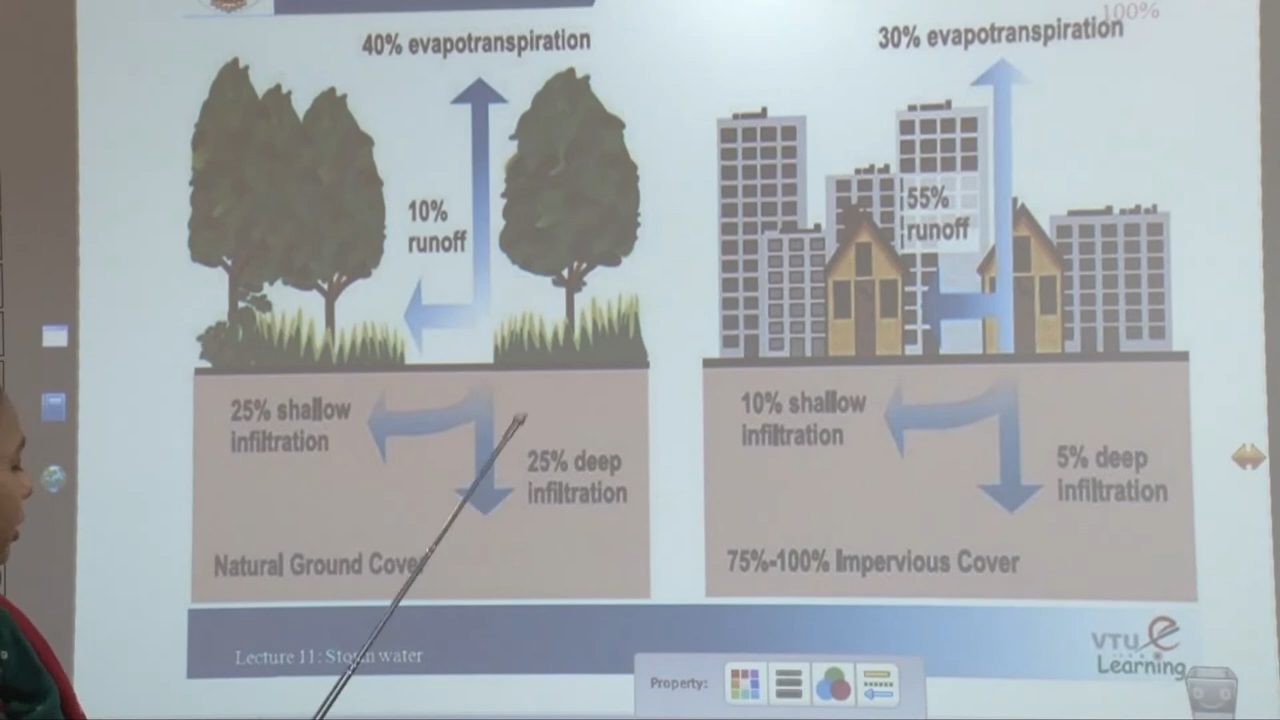 100%
40% evapotranspiration
30% evapotranspiration
10%
runoff
55%
runoff
25% shallow
infiltration
25% deep
infiltration
10% shallow
infiltration
5% deep
infiltration
Natural Ground Cover
75%-100% Impervious Cover
Lecture 11: Storm water
VTU e
Learning
Property: